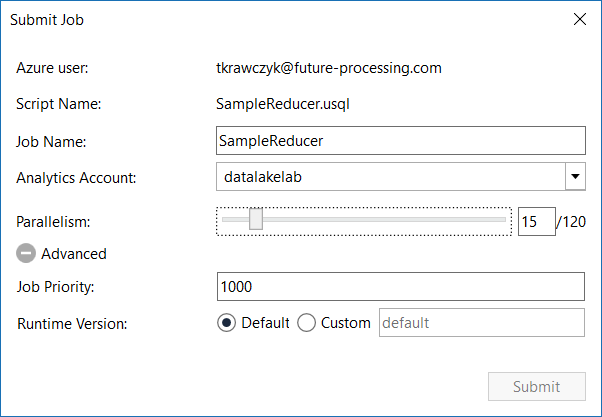 Submit Job
Azure user: tkrawczyk@future-processing.com
Script Name: SampleReducer.usql
Job Name: SampleReducer
Analytics Account: datalakelab
Parallelism: 15 /120
Advanced
Job Priority: 1000
Runtime Version: Default Custom default
Submit